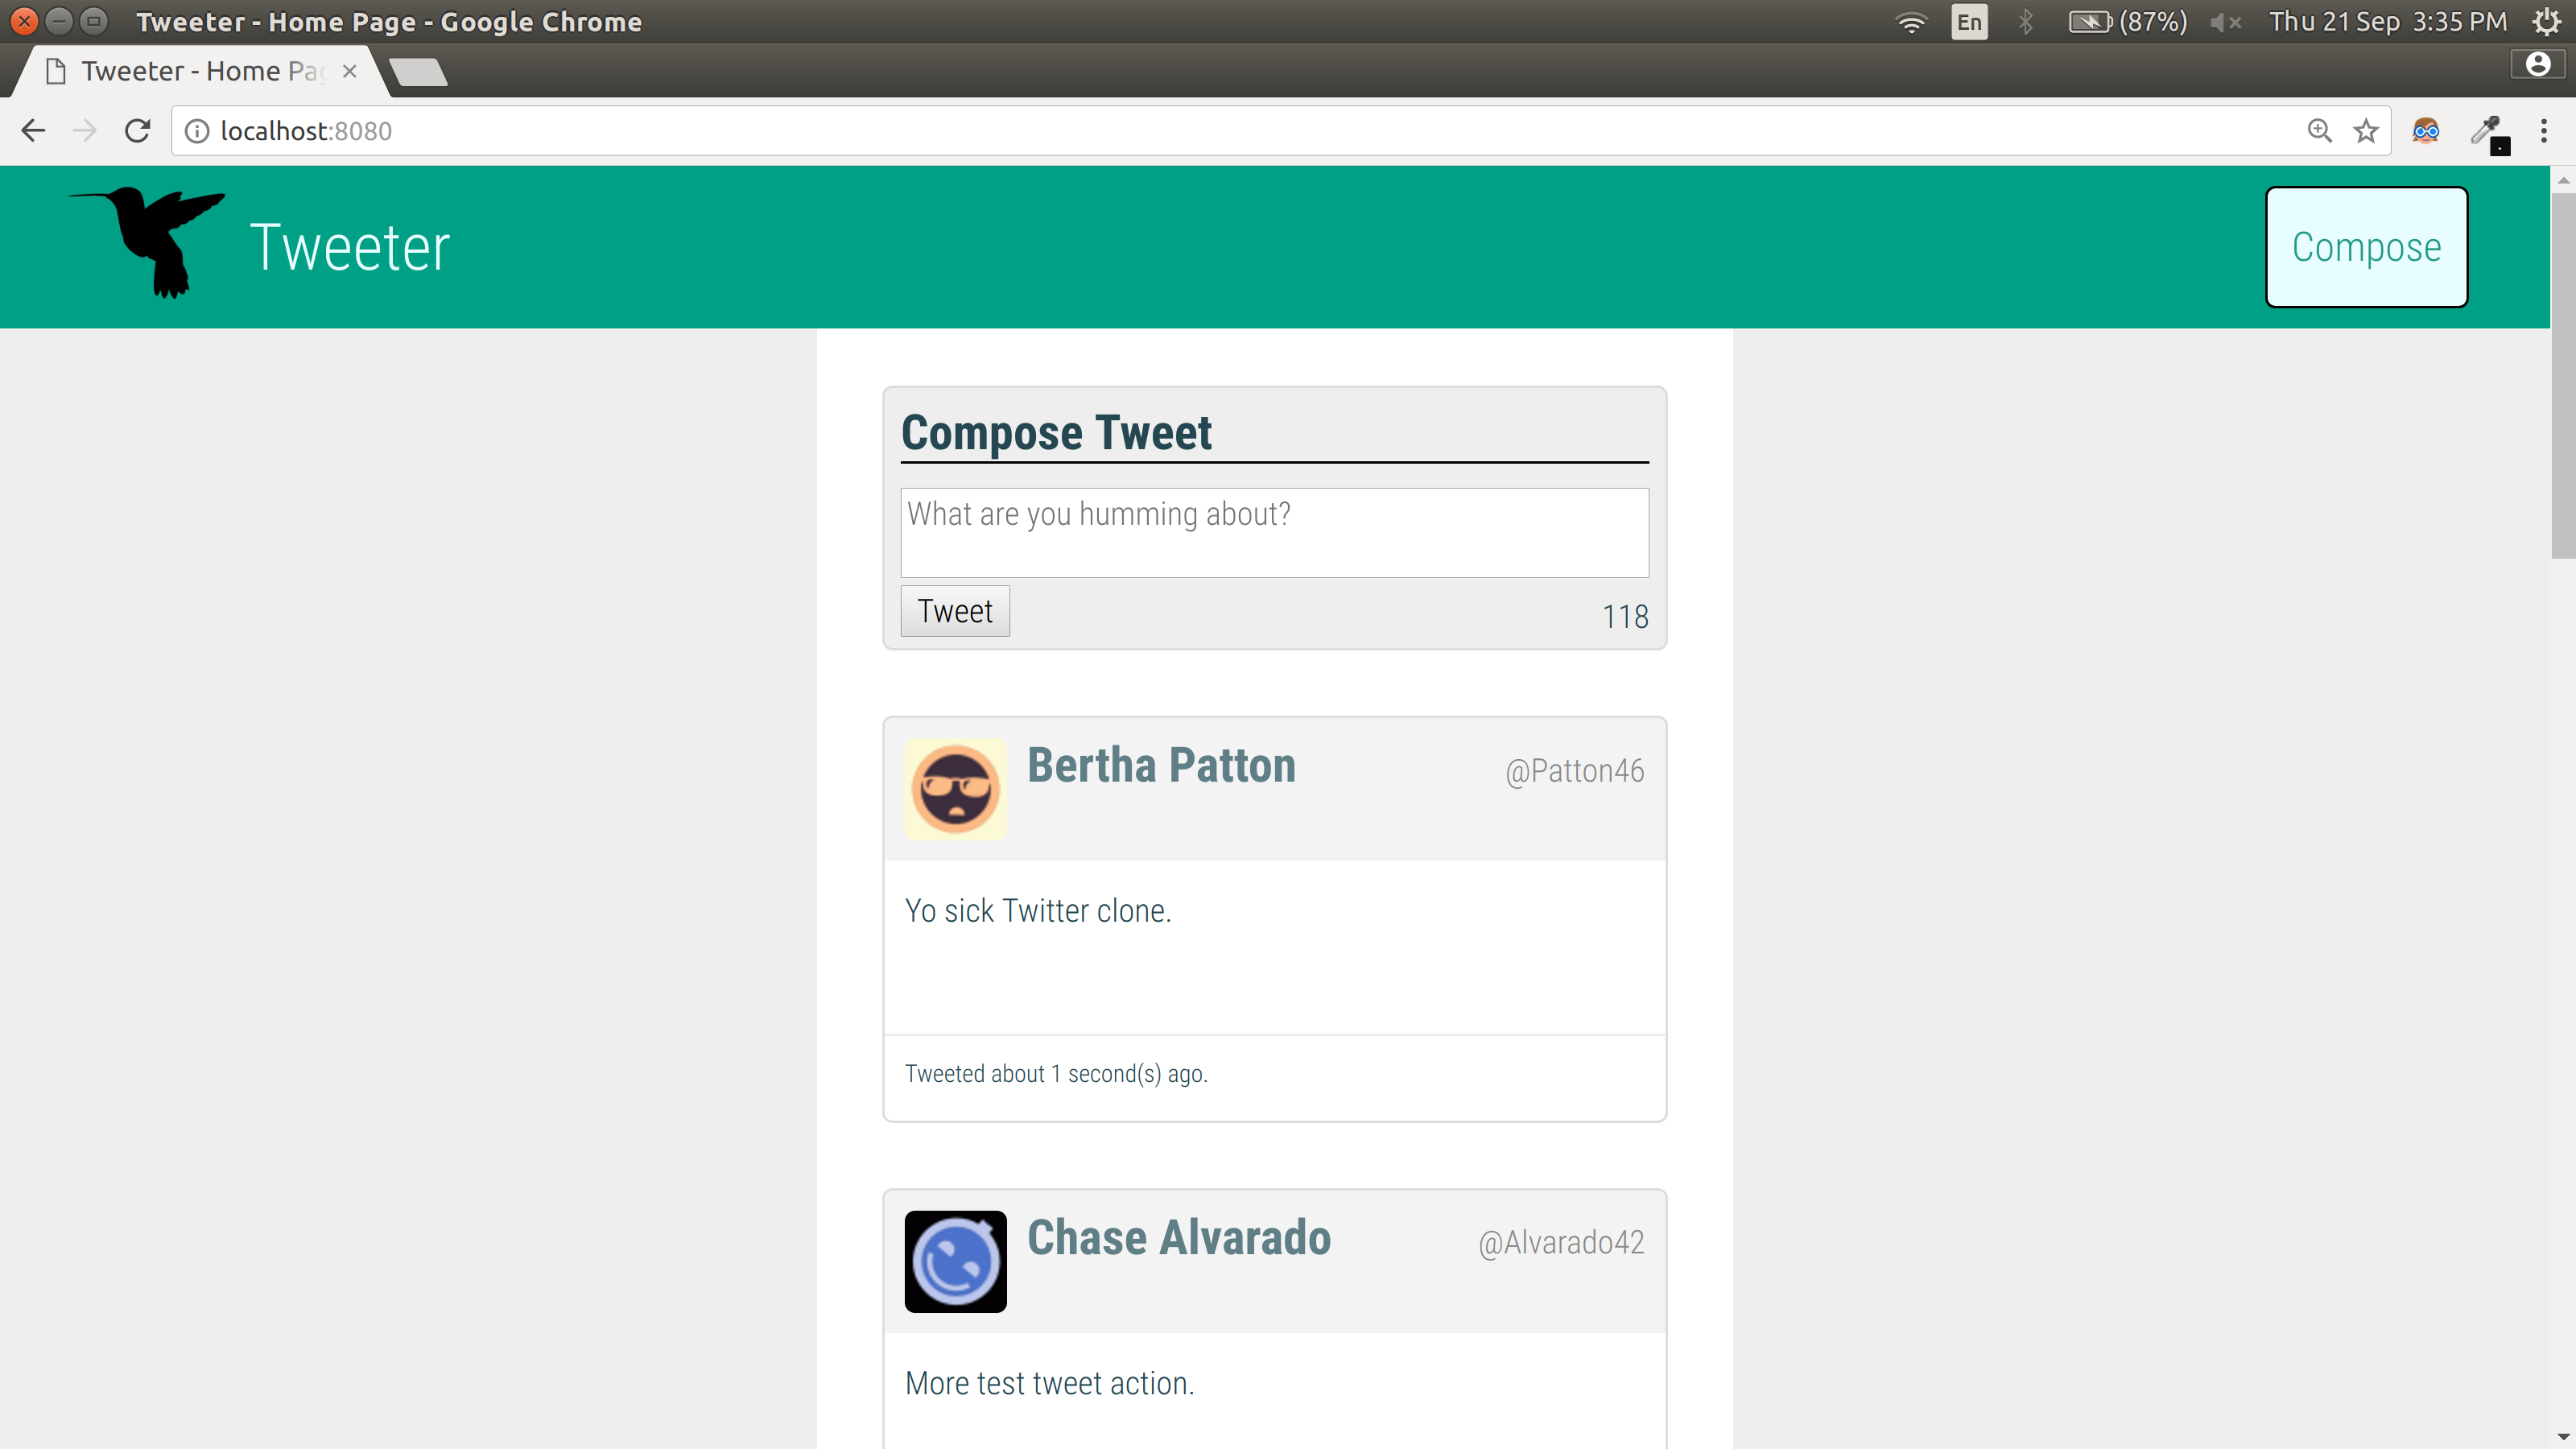 Tweeter - Home Page - Google Chrome
En
(87%)
Thu 21 Sep 3:35 PM
Tweeter - Home Pag
localhost:8080
Tweeter
Compose
Compose Tweet
What are you humming about?
Tweet
118
Bertha Patton
@Patton46
Yo sick Twitter clone.
Tweeted about 1 second(s) ago.
Chase Alvarado
@Alvarado42
More test tweet action.